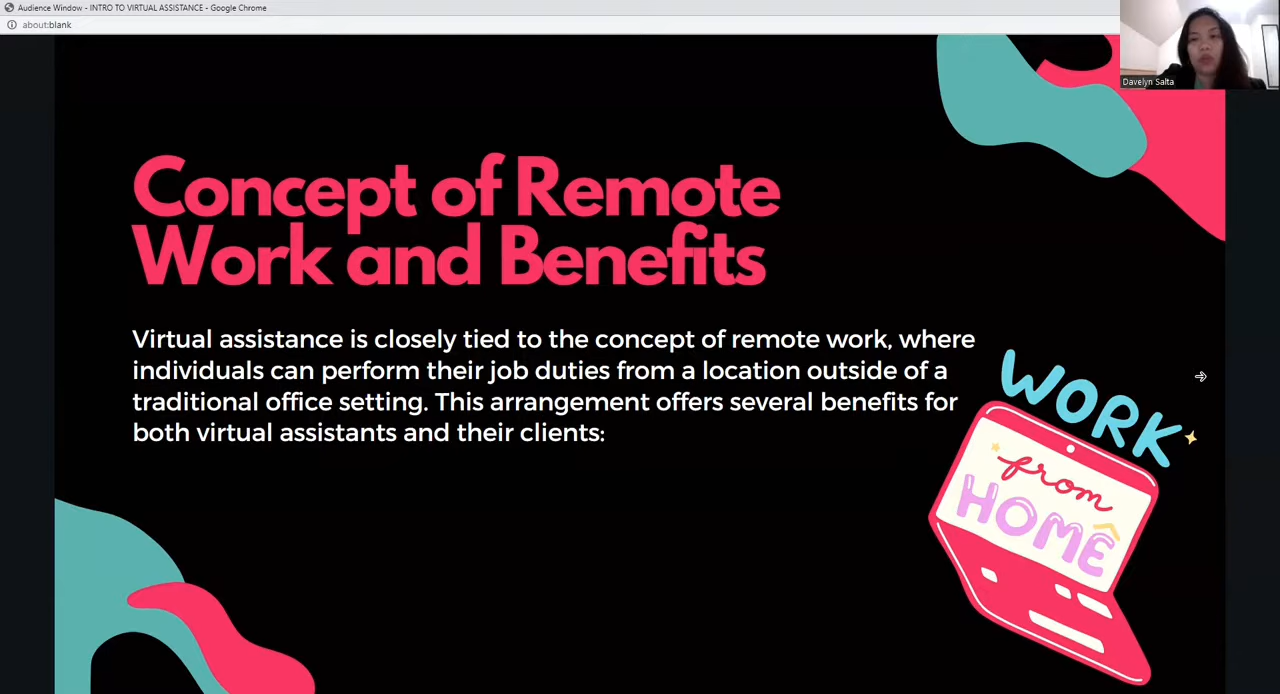 Audience Window - INTRO TO VIRTUAL ASSISTANCE - Google Chrome
about:blank
Davelyn Salta
Concept of Remote
Work and Benefits
Virtual assistance is closely tied to the concept of remote work, where
individuals can perform their job duties from a location outside of a
traditional office setting. This arrangement offers several benefits for
both virtual assistants and their clients:
WORK
from
HOME